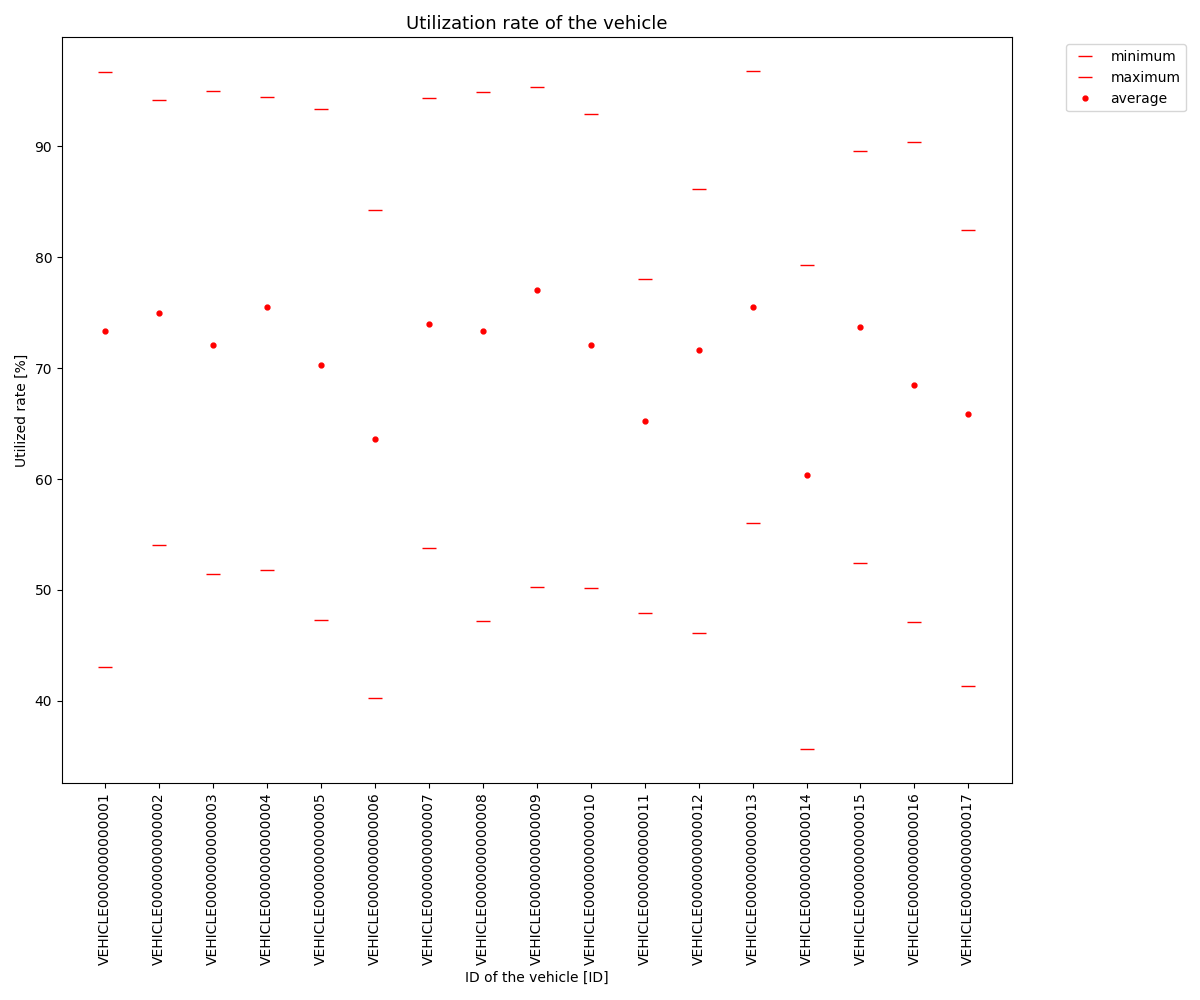 Utilization rate of the vehicle
minimum
maximum
average
90
80
70
60
50
40
Utilized rate [%]
VEHICLE0000000000001
VEHICLE0000000000002
VEHICLE0000000000003
VEHICLE0000000000004
VEHICLE0000000000005
VEHICLE0000000000006
VEHICLE0000000000007
VEHICLE0000000000008
VEHICLE0000000000009
VEHICLE0000000000010
VEHICLE0000000000011
VEHICLE0000000000012
VEHICLE0000000000013
VEHICLE0000000000014
VEHICLE0000000000015
VEHICLE0000000000016
VEHICLE0000000000017
ID of the vehicle [ID]